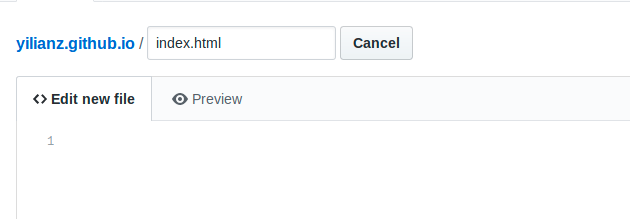 yilianz.github.io / index.html Cancel
Edit new file Preview
1